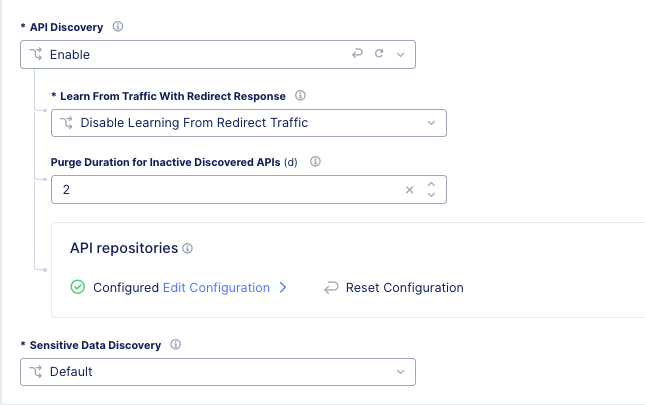 * API Discovery
Enable
* Learn From Traffic With Redirect Response
Disable Learning From Redirect Traffic
Purge Duration for Inactive Discovered APIs (d)
2
API repositories
Configured Edit Configuration Reset Configuration
* Sensitive Data Discovery
Default